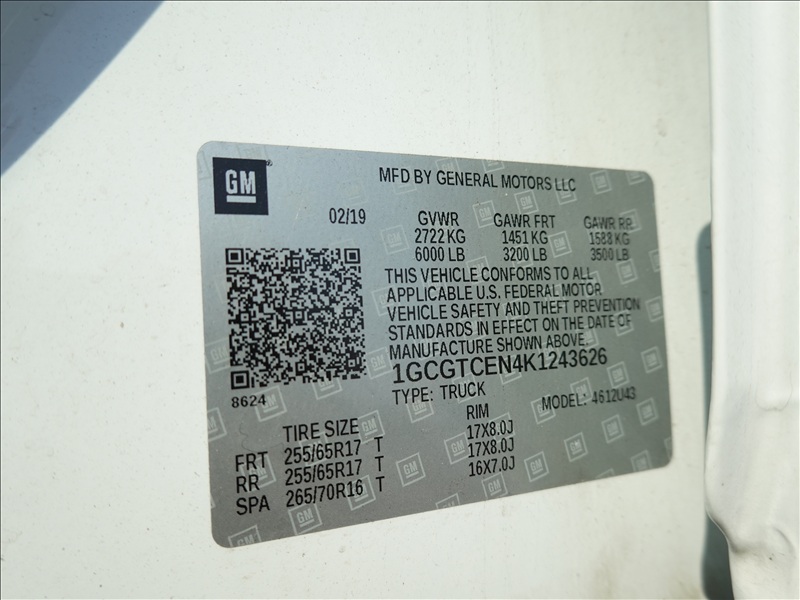 GM
MFD BY GENERAL MOTORS LLC
02/19 GVWR GAWR FRT GAWR RR
2722 KG 1451 KG 1588 KG
6000 LB 3200 LB 3500 LB
THIS VEHICLE CONFORMS TO ALL
APPLICABLE U.S. FEDERAL MOTOR
VEHICLE SAFETY AND THEFT PREVENTION
STANDARDS IN EFFECT ON THE DATE OF
MANUFACTURE SHOWN ABOVE.
1GCGTCEN4K1243626
8624 TYPE: TRUCK MODEL: 4612U43
TIRE SIZE RIM
FRT 255/65R17 T 17X8.0J
RR 255/65R17 T 17X8.0J
SPA 265/70R16 T 16X7.0J